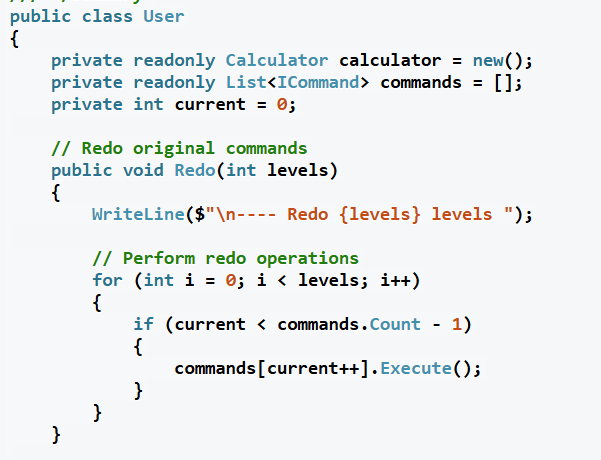 public class User
{
    private readonly Calculator calculator = new();
    private readonly List<ICommand> commands = [];
    private int current = 0;

    // Redo original commands
    public void Redo(int levels)
    {
        WriteLine($"\n---- Redo {levels} levels ");

        // Perform redo operations
        for (int i = 0; i < levels; i++)
        {
            if (current < commands.Count - 1)
            {
                commands[current++].Execute();
            }
        }
    }